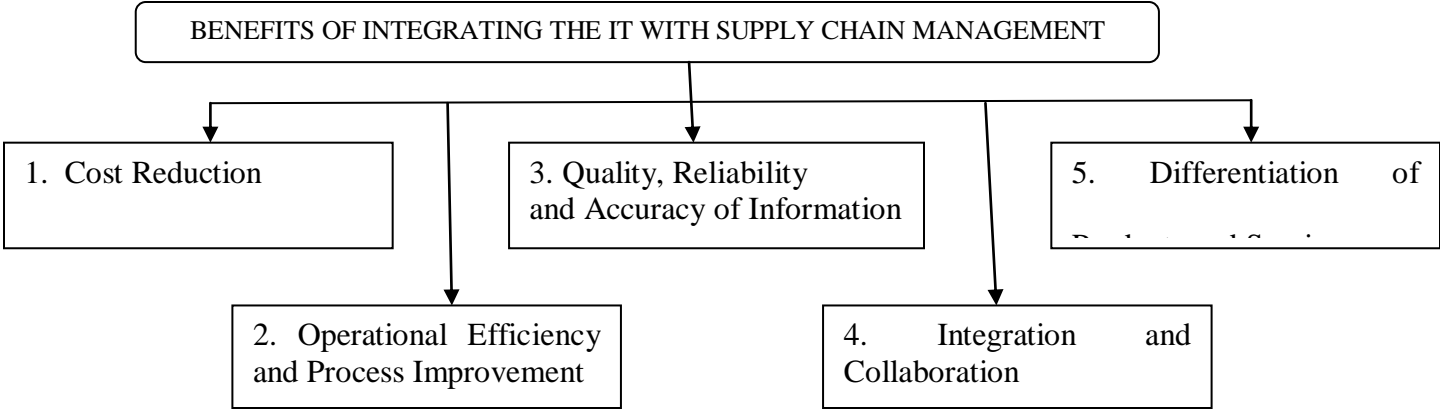 BENEFITS OF INTEGRATING THE IT WITH SUPPLY CHAIN MANAGEMENT
1. Cost Reduction
3. Quality, Reliability
and Accuracy of Information
5. Differentiation of
2. Operational Efficiency
and Process Improvement
4. Integration and
Collaboration